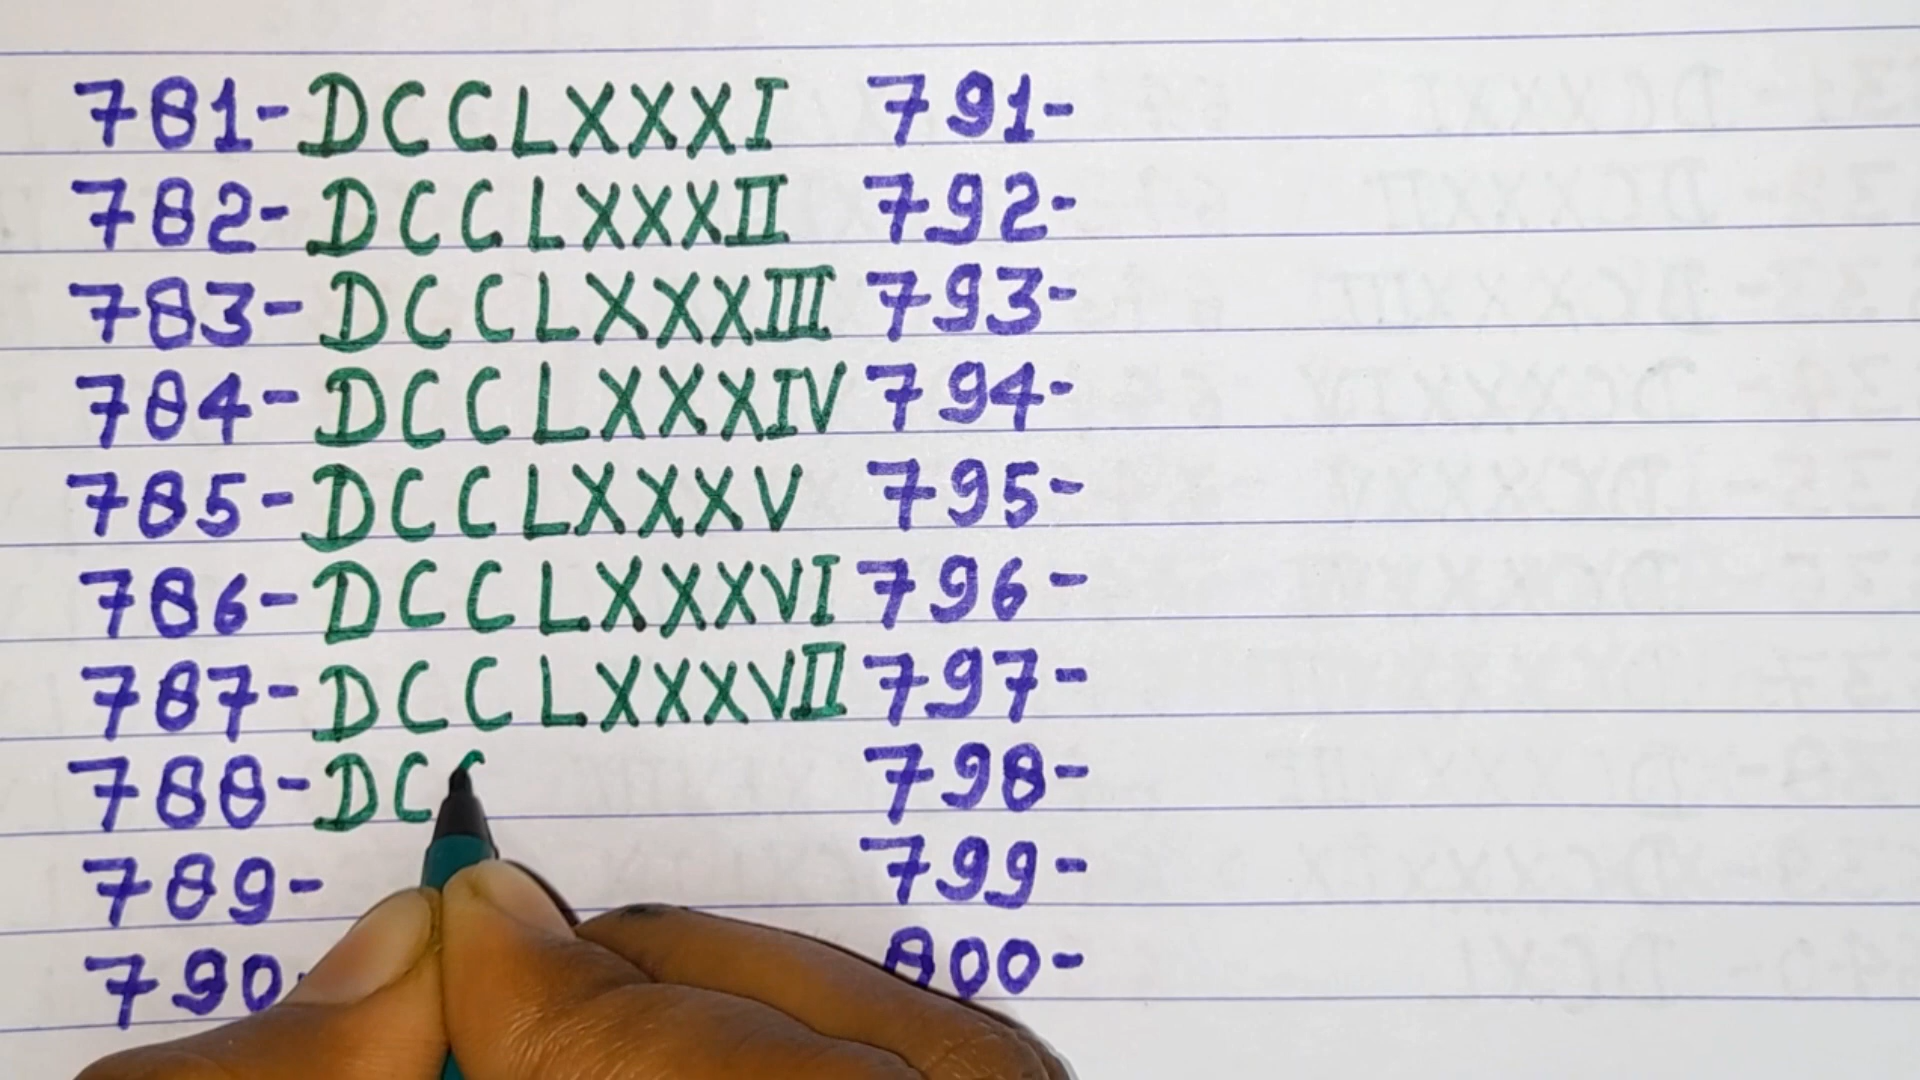 781-DCCLXXXI 791-
782-DCCLXXXII 792-
783-DCCLXXXIII 793-
784-DCCLXXXIV 794-
785-DCCLXXXV 795-
786-DCCLXXXVI 796-
787-DCCLXXXVII 797-
788-DCC 798-
789- 799-
790- 800-